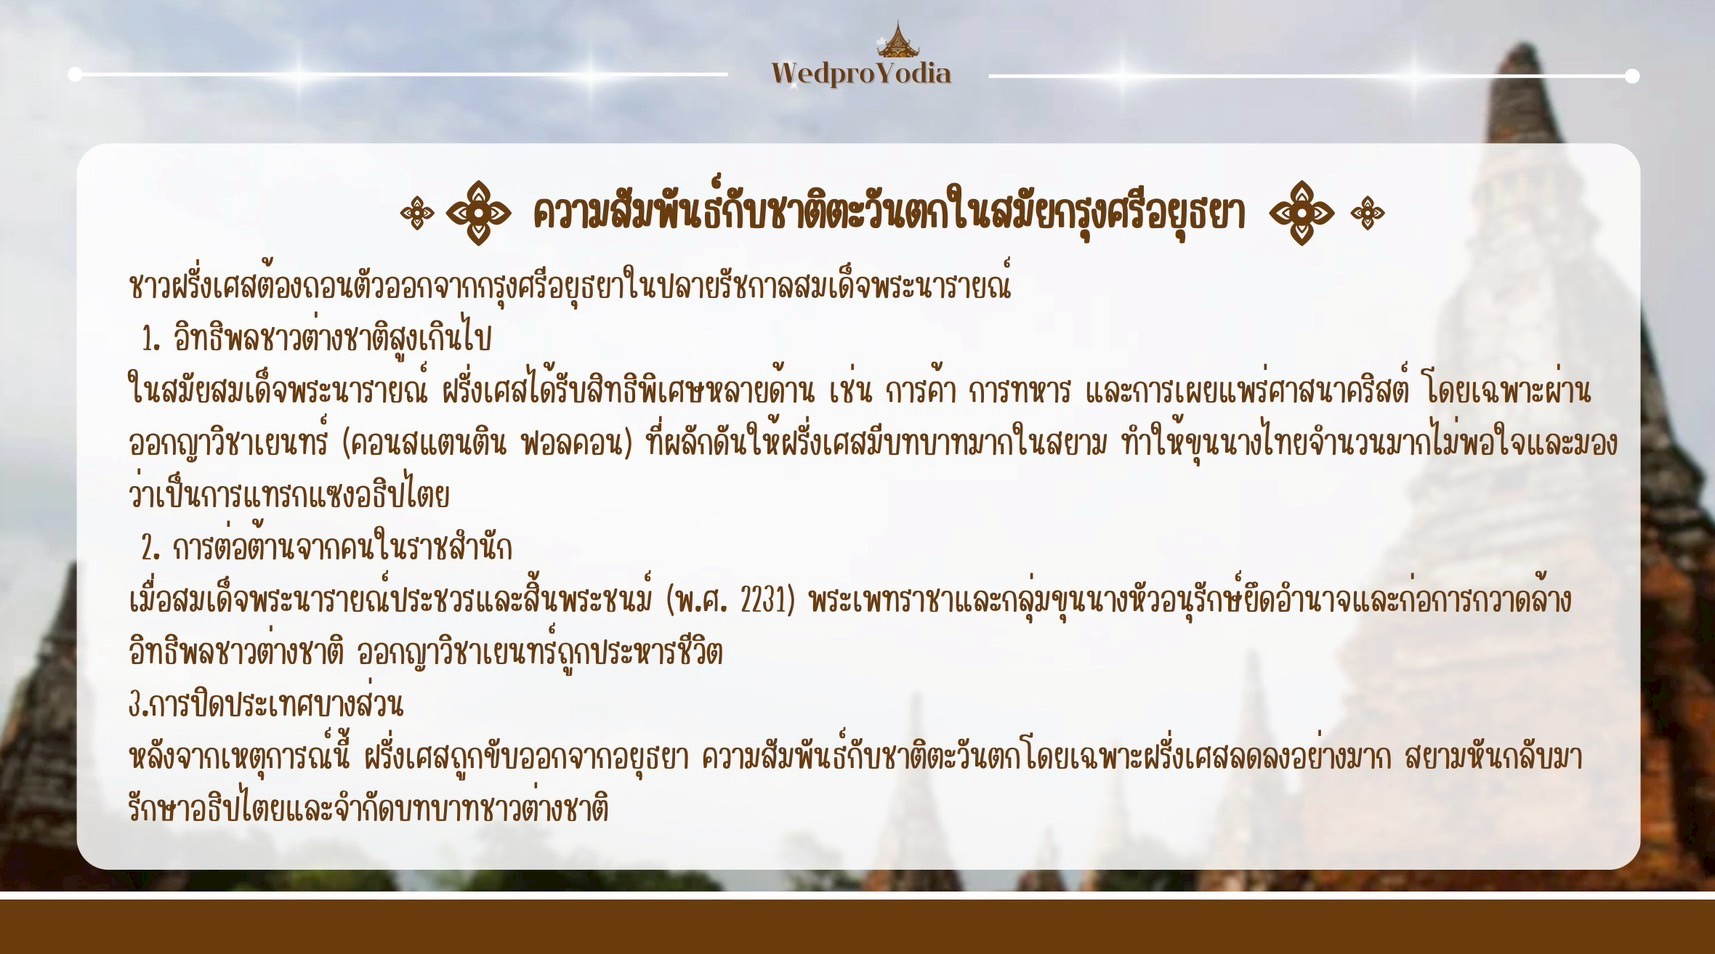 WedproYodia
ความสัมพันธ์กับชาติตะวันตกในสมัยกรุงศรีอยุธยา
ชาวฝรั่งเศสต้องถอนตัวออกจากกรุงศรีอยุธยาในปลายรัชกาลสมเด็จพระนารายณ์
1. อิทธิพลชาวต่างชาติสูงเกินไป
ในสมัยสมเด็จพระนารายณ์ ฝรั่งเศสได้รับสิทธิพิเศษหลายด้าน เช่น การค้า การทหาร และการเผยแพร่ศาสนาคริสต์ โดยเฉพาะผ่าน
ออกญาวิชาเยนทร์ (คอนสแตนติน ฟอลคอน) ที่ผลักดันให้ฝรั่งเศสมีบทบาทมากในสยาม ทำให้ขุนนางไทยจำนวนมากไม่พอใจและมอง
ว่าเป็นการแทรกแซงอธิปไตย
2. การต่อต้านจากคนในราชสำนัก
เมื่อสมเด็จพระนารายณ์ประชวรและสิ้นพระชนม์ (พ.ศ. 2231) พระเพทราชาและกลุ่มขุนนางหัวอนุรักษ์ยึดอำนาจและก่อการกวาดล้าง
อิทธิพลชาวต่างชาติ ออกญาวิชาเยนทร์ถูกประหารชีวิต
3.การปิดประเทศบางส่วน
หลังจากเหตุการณ์นี้ ฝรั่งเศสถูกขับออกจากอยุธยา ความสัมพันธ์กับชาติตะวันตกโดยเฉพาะฝรั่งเศสลดลงอย่างมาก สยามหันกลับมา
รักษาอธิปไตยและจำกัดบทบาทชาวต่างชาติ